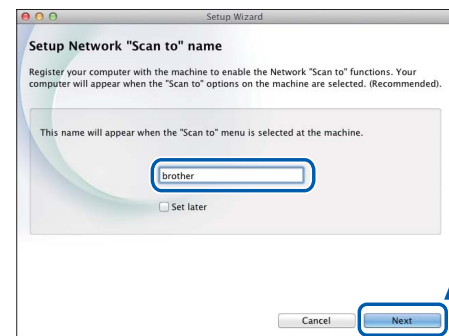 Setup Wizard
Setup Network "Scan to" name
Register your computer with the machine to enable the Network "Scan to" functions. Your
computer will appear when the "Scan to" options on the machine are selected. (Recommended).
This name will appear when the "Scan to" menu is selected at the machine.
brother
Set later
Cancel Next